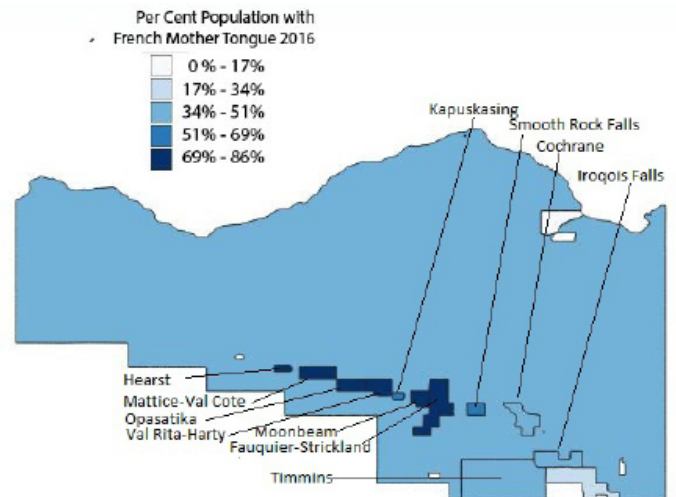 Per Cent Population with
French Mother Tongue 2016
0 % - 17%
17% - 34%
34% - 51%
51% - 69%
69% - 86%
Kapuskasing
Smooth Rock Falls
Cochrane
Iroqois Falls
Hearst
Mattice-Val Cote
Opasatika
Val Rita-Harty
Moonbeam
Fauquier-Strickland
Timmins